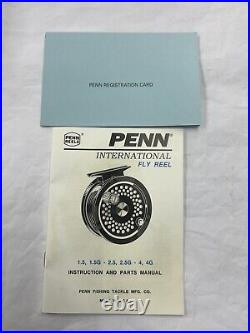 PENN REGISTRATION CARD
PENN
REELS
PENN®
INTERNATIONAL
FLY REEL
1.5, 1.5G - 2.5, 2.5G - 4, 4G
INSTRUCTION AND PARTS MANUAL
PENN FISHING TACKLE MFG. CO.